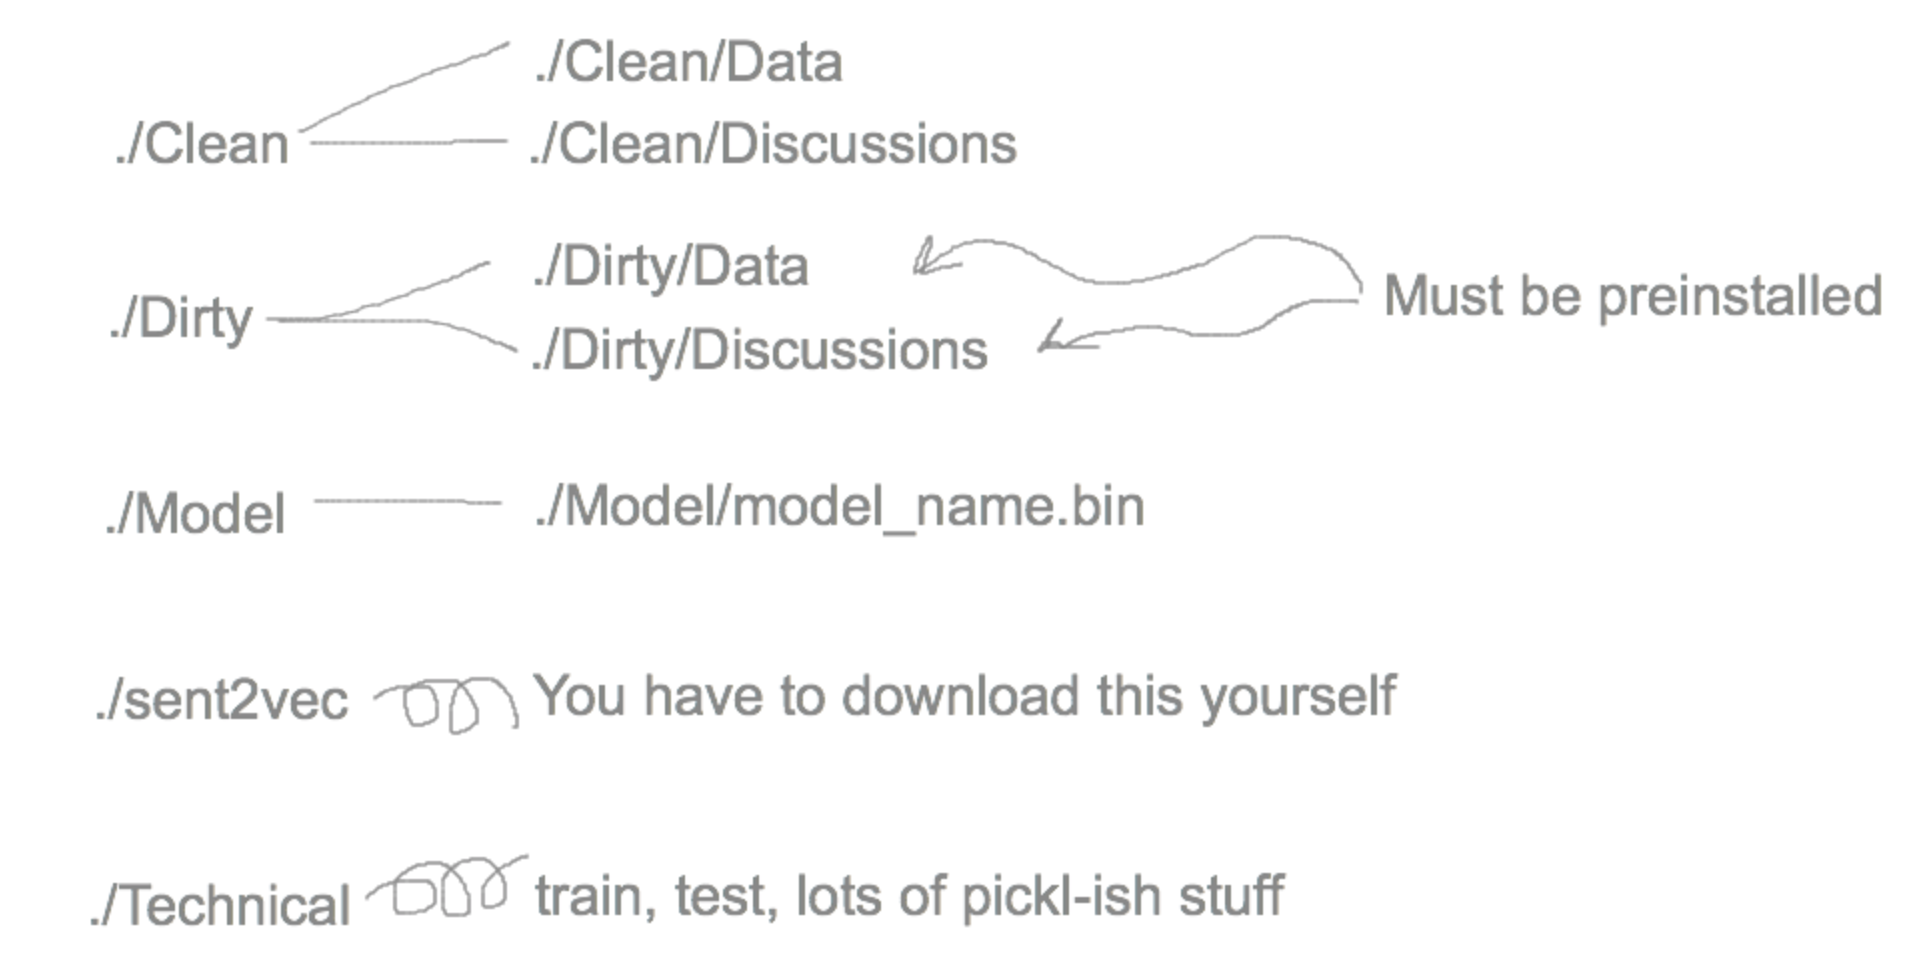 ./Clean/Data
./Clean
./Clean/Discussions
./Dirty/Data
./Dirty
Must be preinstalled
./Dirty/Discussions
./Model
./Model/model_name.bin
./sent2vec
You have to download this yourself
./Technical
train, test, lots of pickl-ish stuff